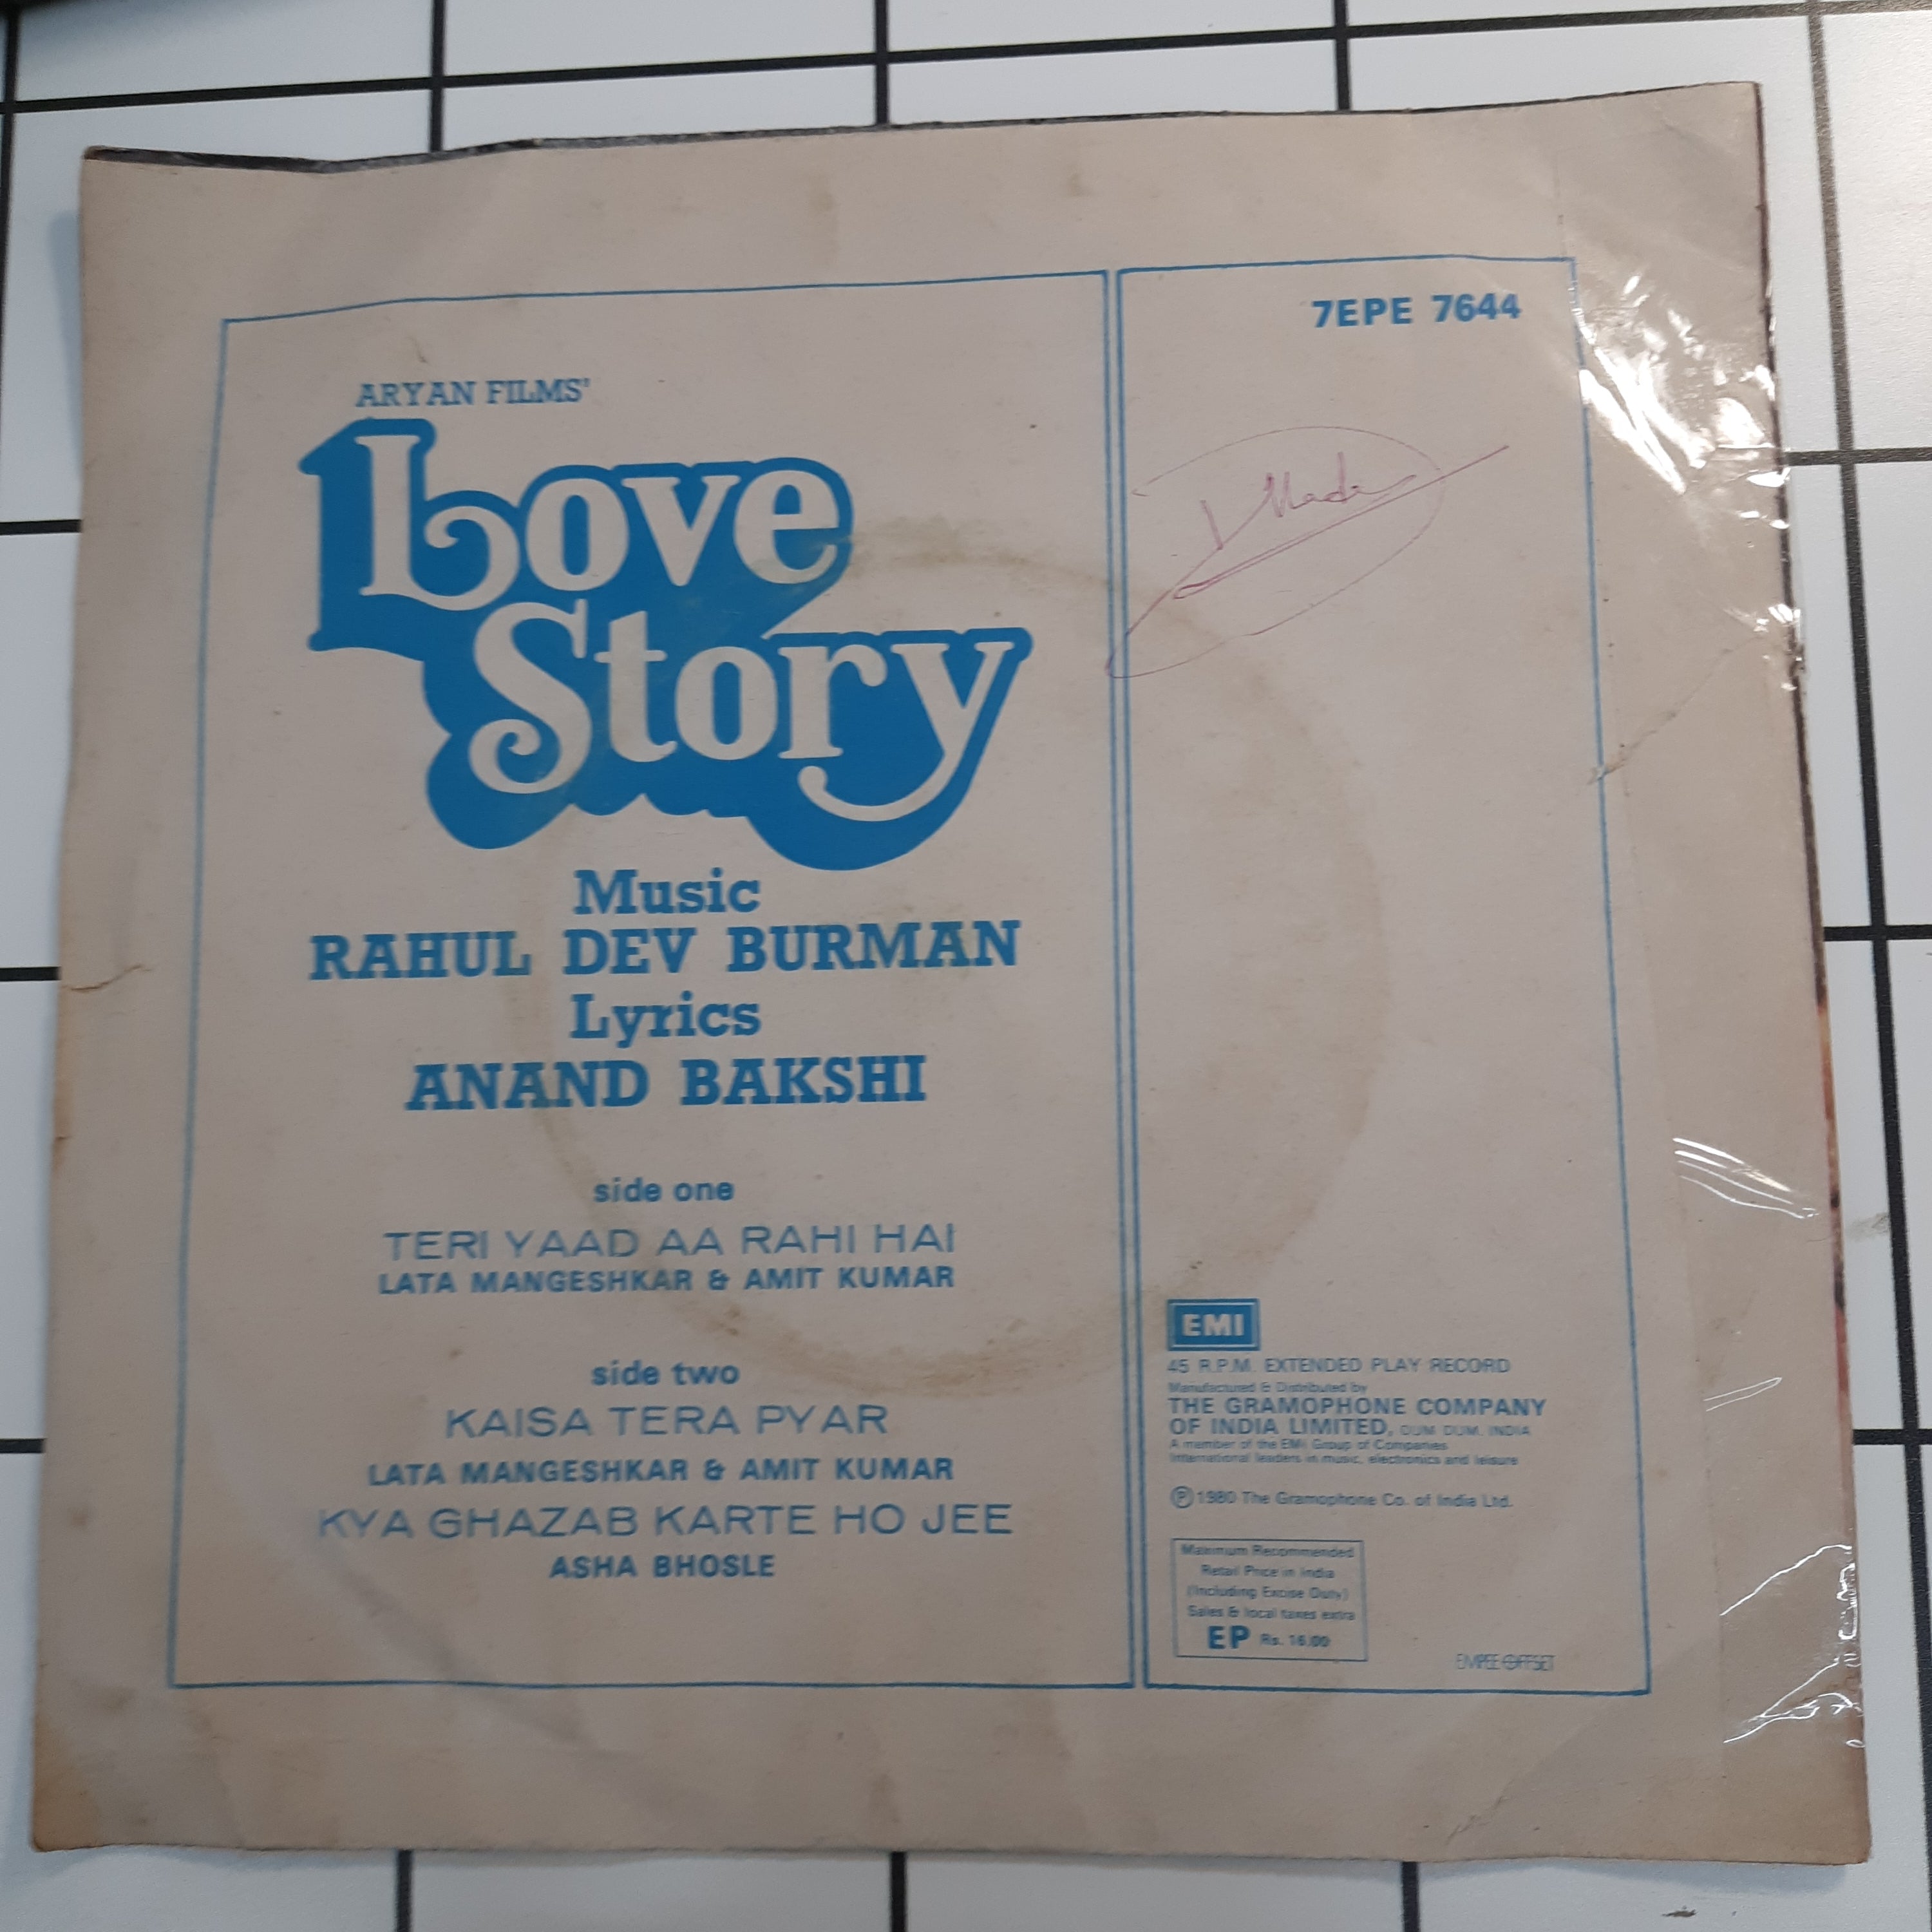 ARYAN FILMS'
Love
Story
Music
RAHUL DEV BURMAN
Lyrics
ANAND BAKSHI
side one
TERI YAAD AA RAHI HAI
LATA MANGESHKAR & AMIT KUMAR
side two
KAISA TERA PYAR
LATA MANGESHKAR & AMIT KUMAR
KYA GHAZAB KARTE HO JEE
ASHA BHOSLE
7EPE 7644
EMI
45 R.P.M. EXTENDED PLAY RECORD
Manufactured & Distributed by
THE GRAMOPHONE COMPANY
OF INDIA LIMITED, DUM DUM, INDIA
A member of the EMI Group of Companies
International leaders in music, electronics and leisure
Ⓟ1980 The Gramophone Co. of India Ltd.
Maximum Recommended
Retail Price in India
(Including Excise Duty)
Sales & local taxes extra
EP Rs. 16.00
EMPEE OFFSET